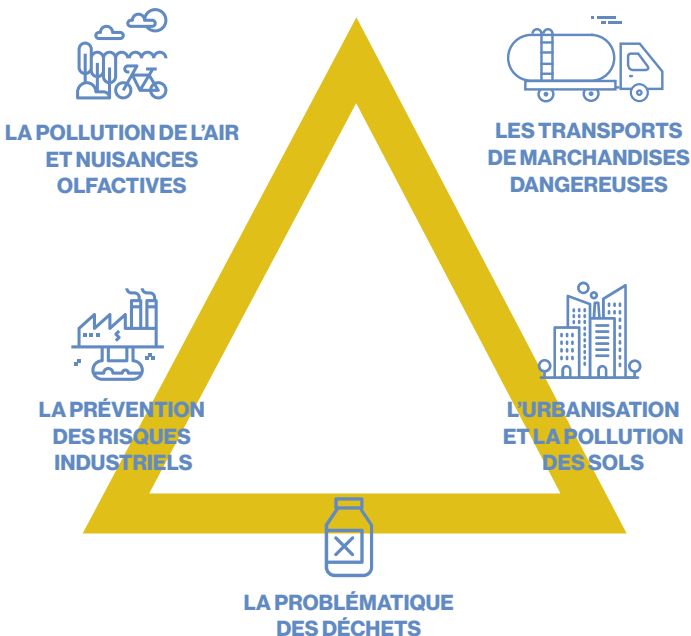 LA POLLUTION DE L'AIR
ET NUISANCES
OLFACTIVES
LES TRANSPORTS
DE MARCHANDISES
DANGEREUSES
LA PRÉVENTION
DES RISQUES
INDUSTRIELS
L'URBANISATION
ET LA POLLUTION
DES SOLS
LA PROBLÉMATIQUE
DES DÉCHETS